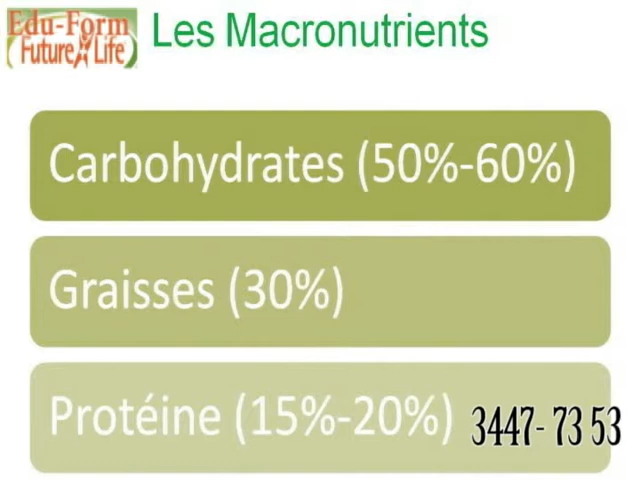 Edu-Form
Future Life
Les Macronutrients
Carbohydrates (50%-60%)
Graisses (30%)
Protéine (15%-20%)
3447-73 53